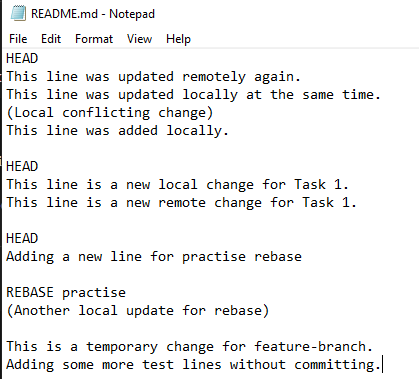 README.md - Notepad
File Edit Format View Help
HEAD
This line was updated remotely again.
This line was updated locally at the same time.
(Local conflicting change)
This line was added locally.
HEAD
This line is a new local change for Task 1.
This line is a new remote change for Task 1.
HEAD
Adding a new line for practise rebase
REBASE practise
(Another local update for rebase)
This is a temporary change for feature-branch.
Adding some more test lines without committing.